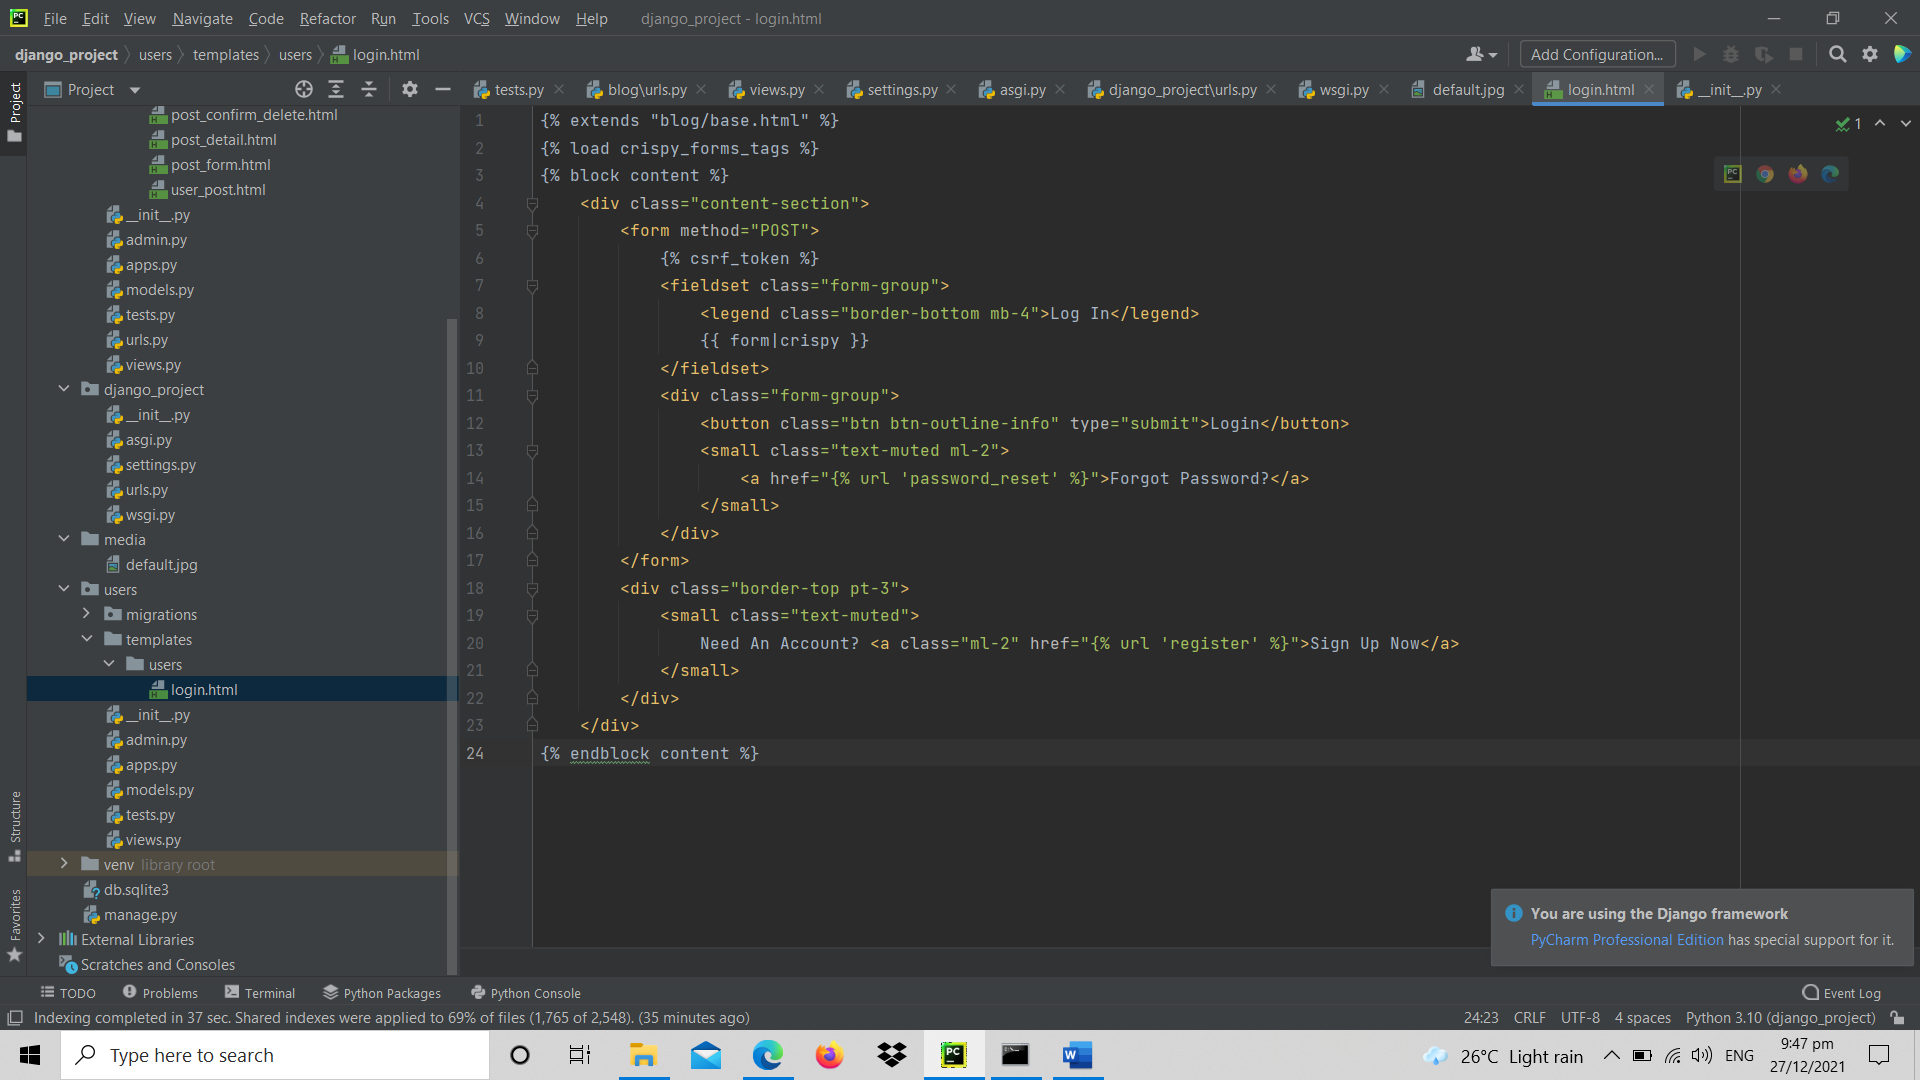 File Edit View Navigate Code Refactor Run Tools VCS Window Help django_project - login.html
django_project users templates users login.html Add Configuration...
Project tests.py blog\urls.py views.py settings.py asgi.py django_project\urls.py wsgi.py default.jpg login.html __init__.py
Project
Structure
Favorites
post_confirm_delete.html
post_detail.html
post_form.html
user_post.html
__init__.py
admin.py
apps.py
models.py
tests.py
urls.py
views.py
django_project
__init__.py
asgi.py
settings.py
urls.py
wsgi.py
media
default.jpg
users
migrations
templates
users
login.html
__init__.py
admin.py
apps.py
models.py
tests.py
views.py
venv library root
db.sqlite3
manage.py
External Libraries
Scratches and Consoles
1 {% extends "blog/base.html" %}
2 {% load crispy_forms_tags %}
3 {% block content %}
4 <div class="content-section">
5 <form method="POST">
6 {% csrf_token %}
7 <fieldset class="form-group">
8 <legend class="border-bottom mb-4">Log In</legend>
9 {{ form|crispy }}
10 </fieldset>
11 <div class="form-group">
12 <button class="btn btn-outline-info" type="submit">Login</button>
13 <small class="text-muted ml-2">
14 <a href="{% url 'password_reset' %}">Forgot Password?</a>
15 </small>
16 </div>
17 </form>
18 <div class="border-top pt-3">
19 <small class="text-muted">
20 Need An Account? <a class="ml-2" href="{% url 'register' %}">Sign Up Now</a>
21 </small>
22 </div>
23 </div>
24 {% endblock content %}
1
You are using the Django framework
PyCharm Professional Edition has special support for it.
TODO Problems Terminal Python Packages Python Console Event Log
Indexing completed in 37 sec. Shared indexes were applied to 69% of files (1,765 of 2,548). (35 minutes ago) 24:23 CRLF UTF-8 4 spaces Python 3.10 (django_project)
Type here to search 26°C Light rain ENG 9:47 pm
27/12/2021